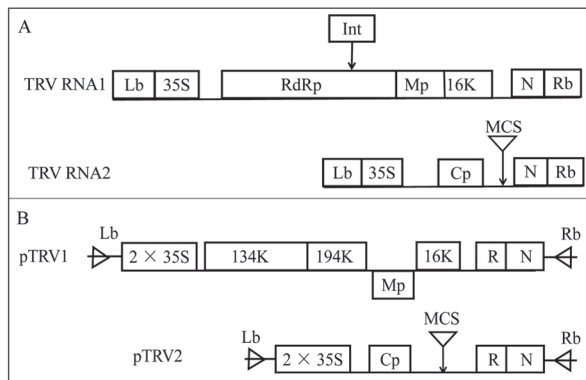 A
Int
TRV RNA1
Lb 35S RdRp Mp 16K N Rb
MCS
TRV RNA2
Lb 35S Cp N Rb
B
Lb Rb
pTRV1
2 × 35S 134K 194K 16K R N
Mp
Lb MCS Rb
pTRV2
2 × 35S Cp R N